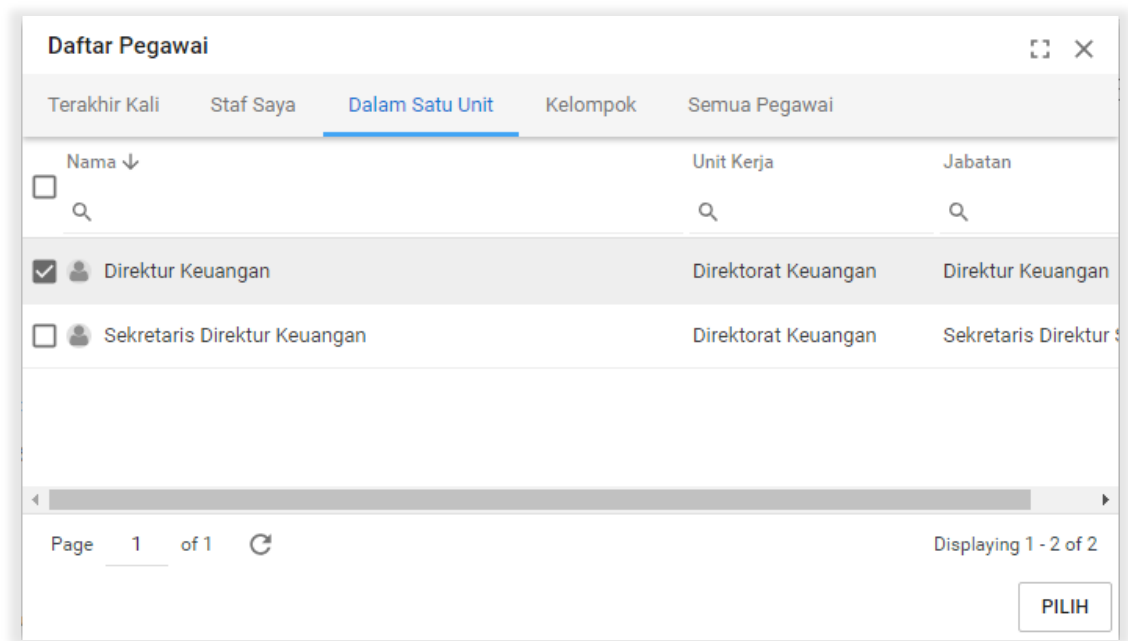 Daftar Pegawai
Terakhir Kali Staf Saya Dalam Satu Unit Kelompok Semua Pegawai
Nama Unit Kerja Jabatan
Direktur Keuangan Direktorat Keuangan Direktur Keuangan
Sekretaris Direktur Keuangan Direktorat Keuangan Sekretaris Direktur
Page 1 of 1 Displaying 1 - 2 of 2
PILIH